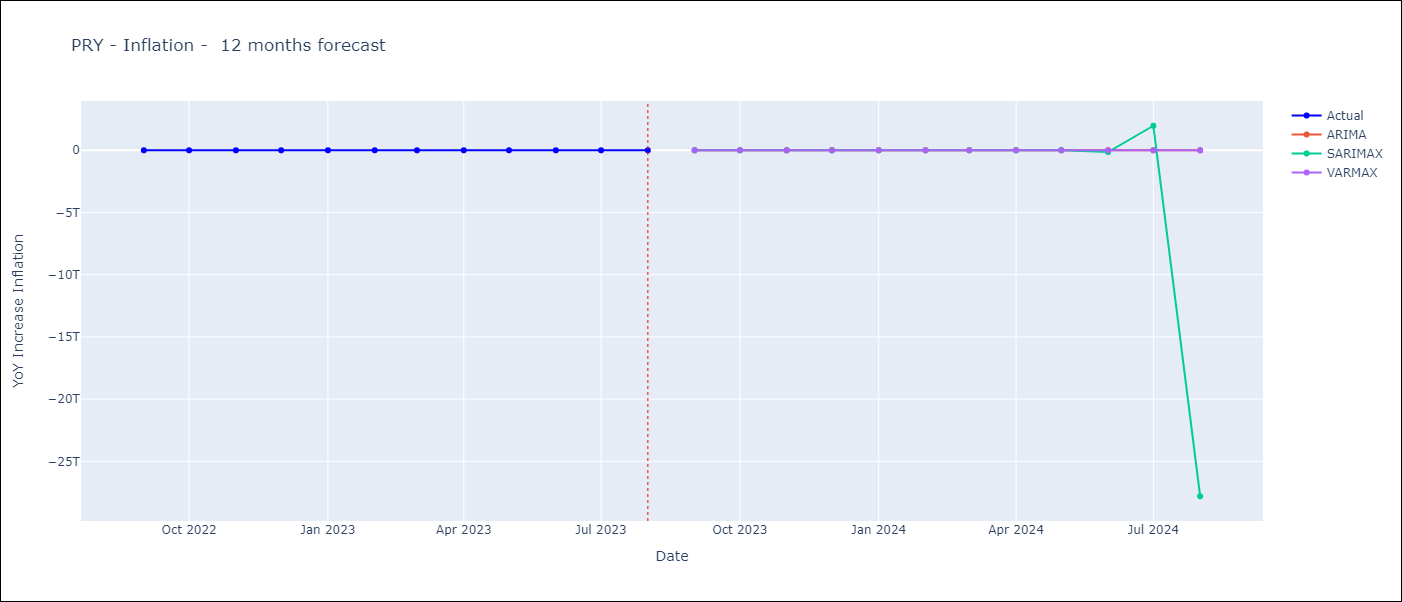 PRY - Inflation -  12 months forecast
Actual
ARIMA
SARIMAX
VARMAX
YoY Increase Inflation
0
−5T
−10T
−15T
−20T
−25T
Oct 2022
Jan 2023
Apr 2023
Jul 2023
Oct 2023
Jan 2024
Apr 2024
Jul 2024
Date